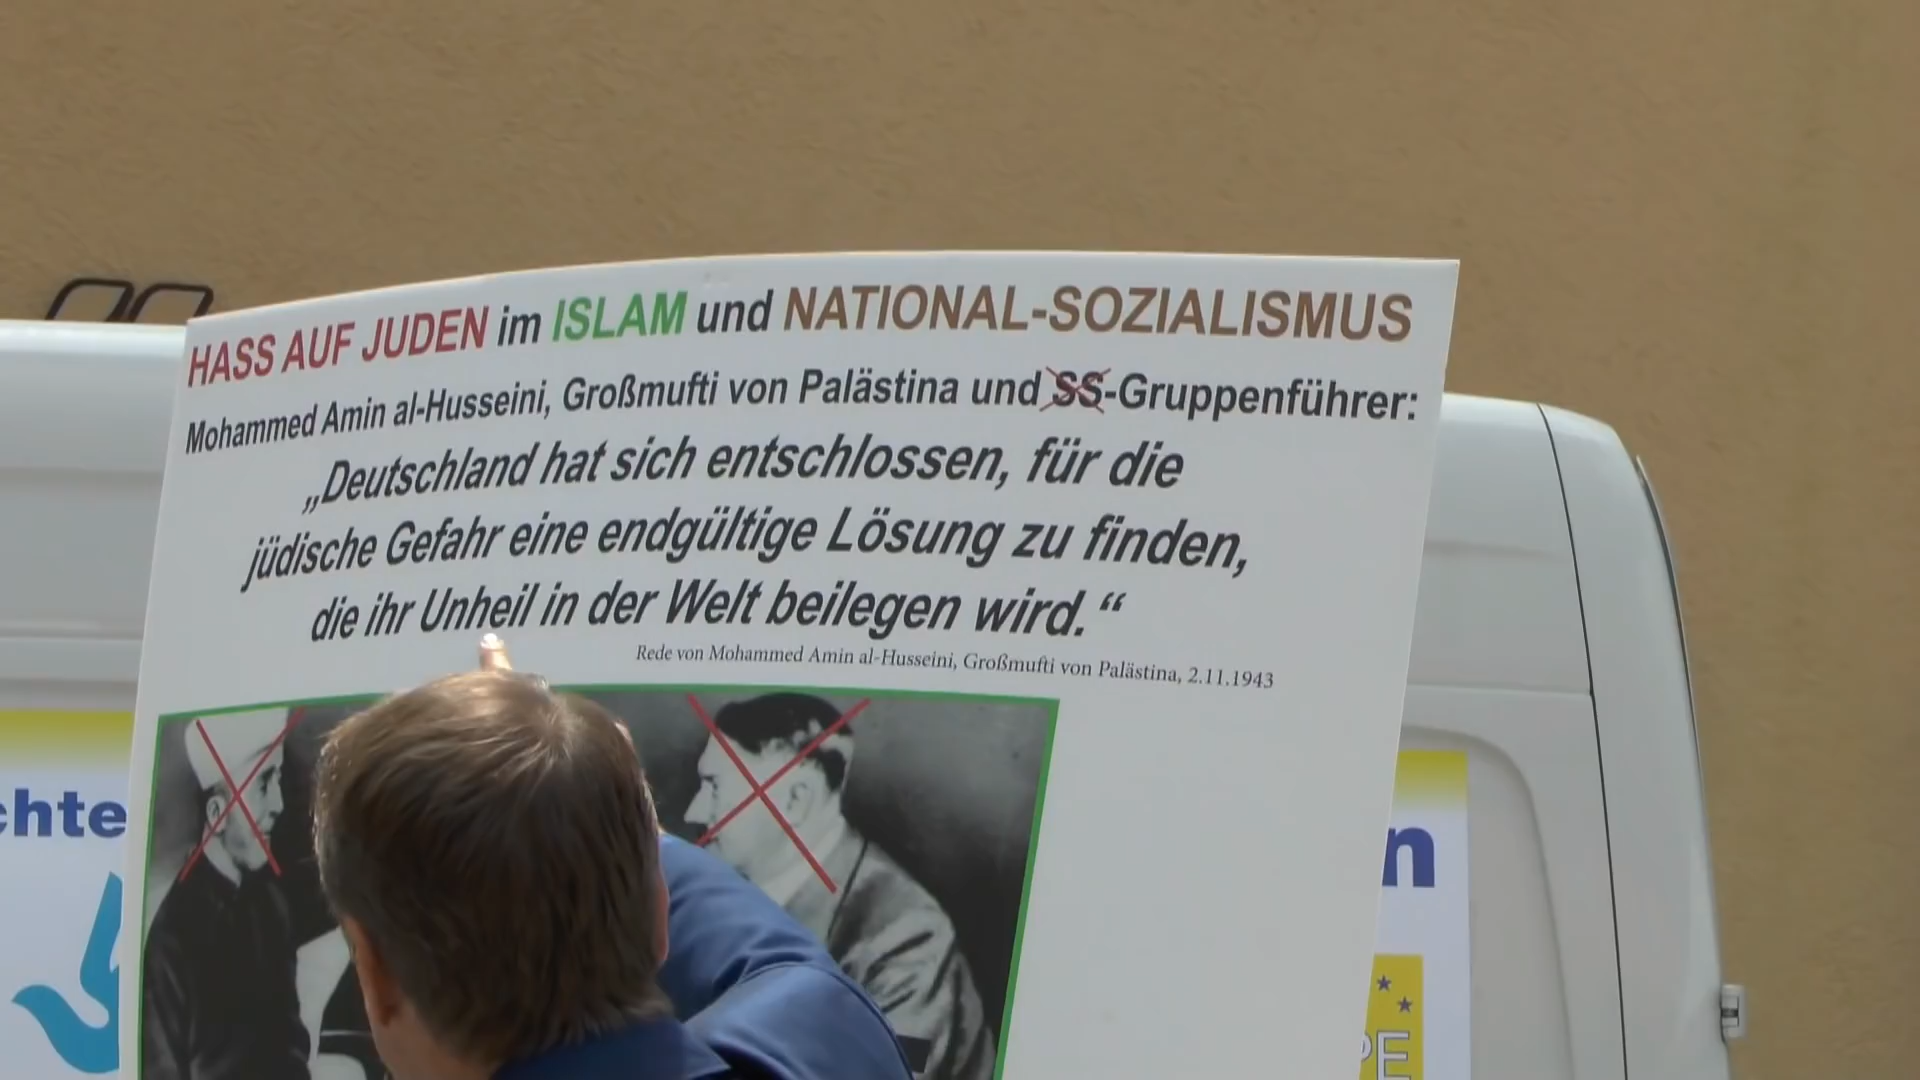 HASS AUF JUDEN im ISLAM und NATIONAL-SOZIALISMUS
Mohammed Amin al-Husseini, Großmufti von Palästina und SS-Gruppenführer:
„Deutschland hat sich entschlossen, für die
jüdische Gefahr eine endgültige Lösung zu finden,
die ihr Unheil in der Welt beilegen wird.“
Rede von Mohammed Amin al-Husseini, Großmufti von Palästina, 2.11.1943
chte
n
PE